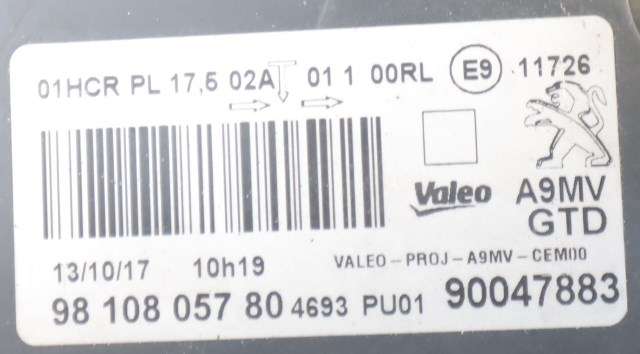 01HCR PL 17,5 02A 01 1 00RL E9 11726
Valeo A9MV
GTD
13/10/17 10h19 VALEO-PROJ-A9MV-CEM00
98 108 057 80 4693 PU01 90047883